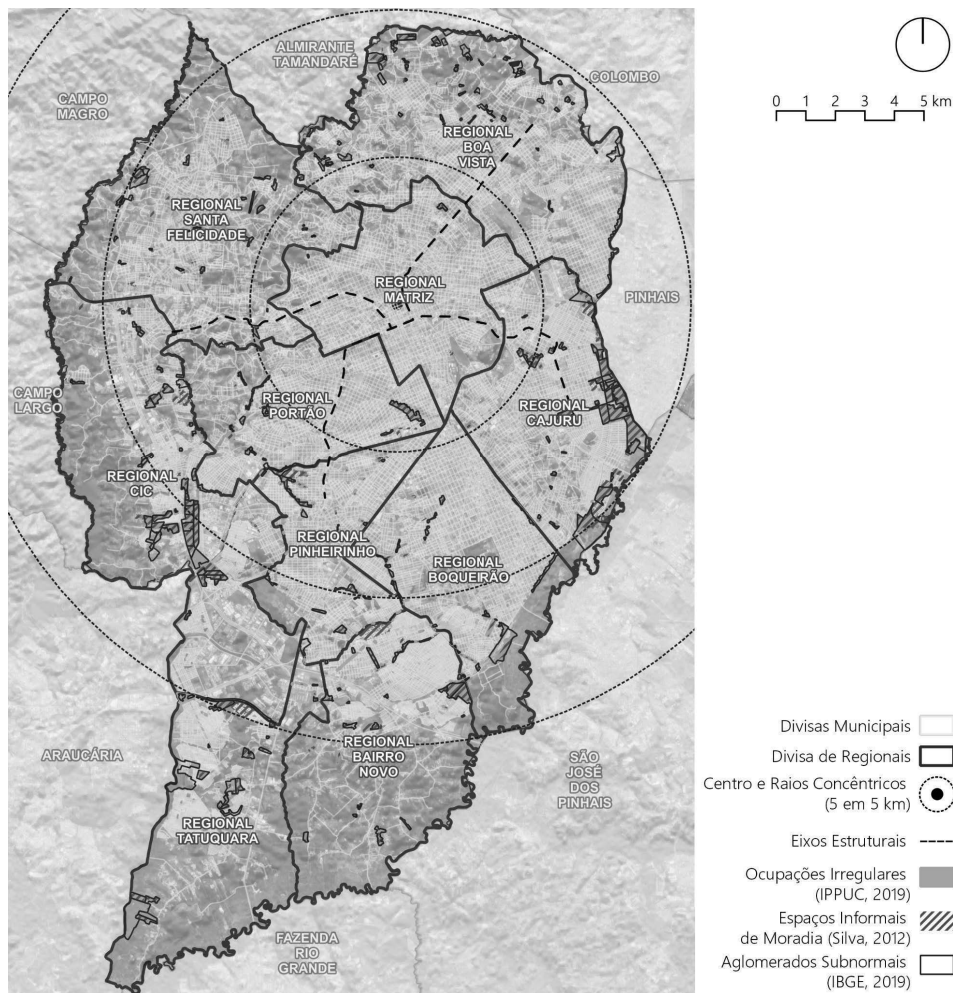 ALMIRANTE
TAMANDARÉ
COLOMBO
CAMPO
MAGRO
REGIONAL
BOA
VISTA
REGIONAL
SANTA
FELICIDADE
REGIONAL
MATRIZ
PINHAIS
CAMPO
LARGO
REGIONAL
PORTÃO
REGIONAL
CAJURU
REGIONAL
CIC
REGIONAL
PINHEIRINHO
REGIONAL
BOQUEIRÃO
ARAUCÁRIA
REGIONAL
BAIRRO
NOVO
SÃO
JOSÉ
DOS
PINHAIS
REGIONAL
TATUQUARA
FAZENDA
RIO
GRANDE
0 1 2 3 4 5 km
Divisas Municipais
Divisa de Regionais
Centro e Raios Concêntricos
(5 em 5 km)
Eixos Estruturais
Ocupações Irregulares
(IPPUC, 2019)
Espaços Informais
de Moradia (Silva, 2012)
Aglomerados Subnormais
(IBGE, 2019)